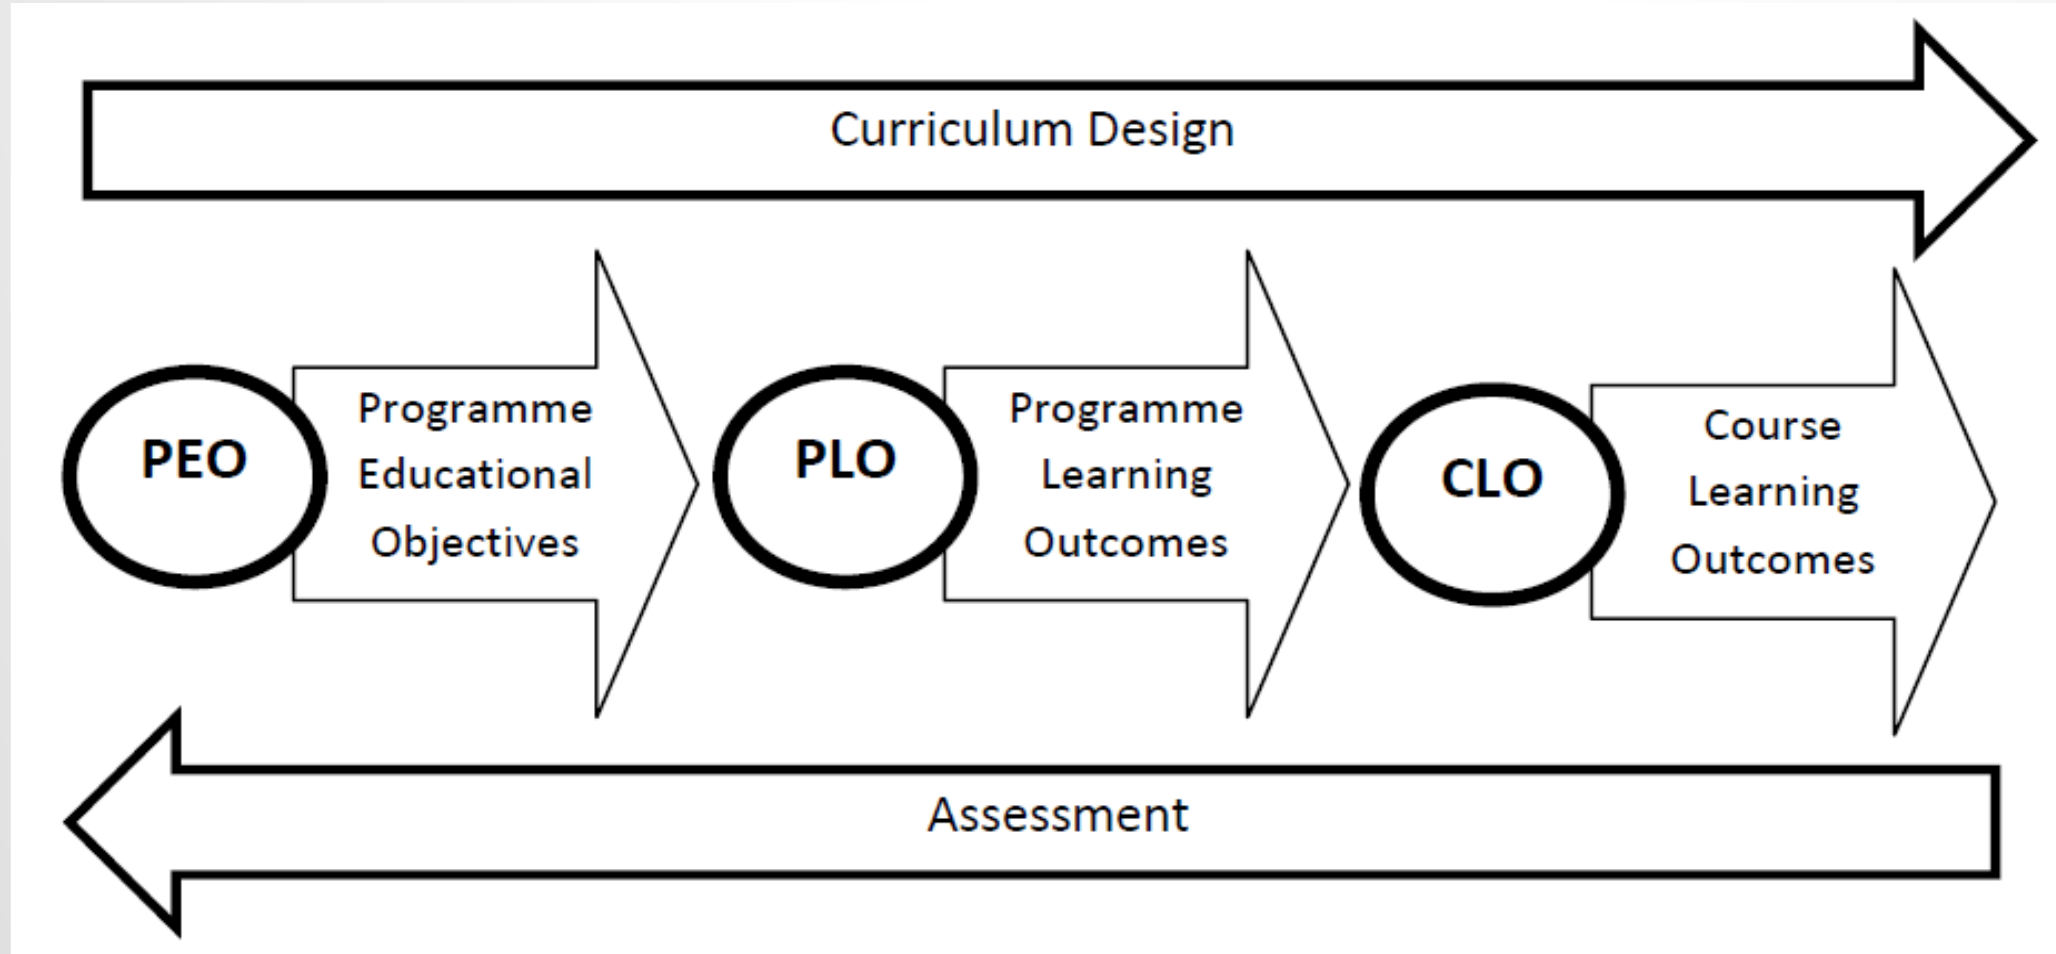 Curriculum Design
PEO
Programme
Educational
Objectives
PLO
Programme
Learning
Outcomes
CLO
Course
Learning
Outcomes
Assessment